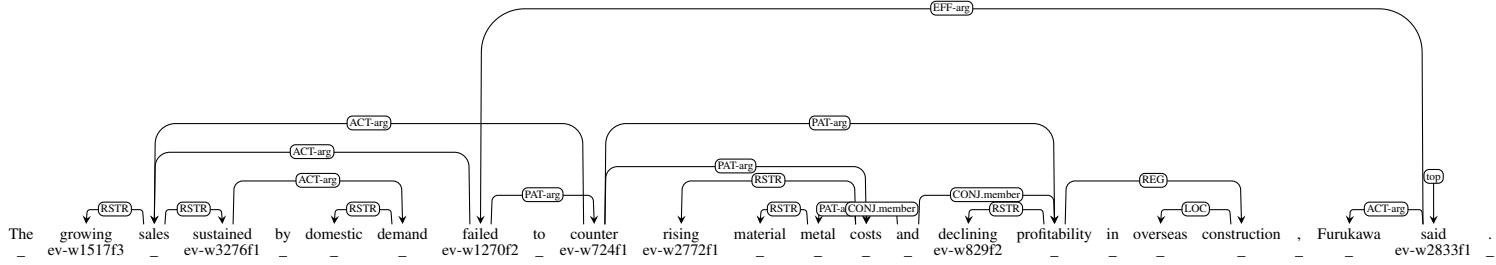 EFF-arg
ACT-arg PAT-arg
ACT-arg PAT-arg
ACT-arg RSTR REG top
PAT-arg CONJ.member
RSTR RSTR RSTR RSTR PAT-a CONJ.member RSTR LOC ACT-arg
The growing sales sustained by domestic demand failed to counter rising material metal costs and declining profitability in overseas construction , Furukawa said .
_ ev-w1517f3 _ ev-w3276f1 _ _ _ ev-w1270f2 _ ev-w724f1 ev-w2772f1 _ _ _ _ ev-w829f2 _ _ _ _ _ _ ev-w2833f1 _